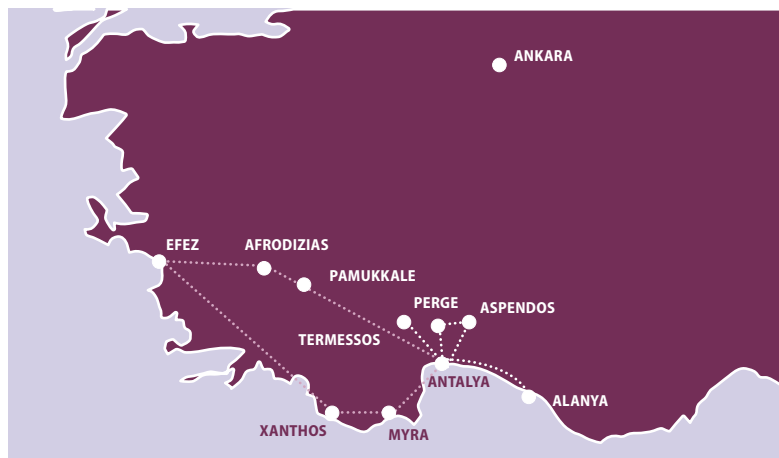 ANKARA
EFEZ
AFRODIZIAS
PAMUKKALE
PERGE
ASPENDOS
TERMESSOS
ANTALYA
ALANYA
XANTHOS
MYRA